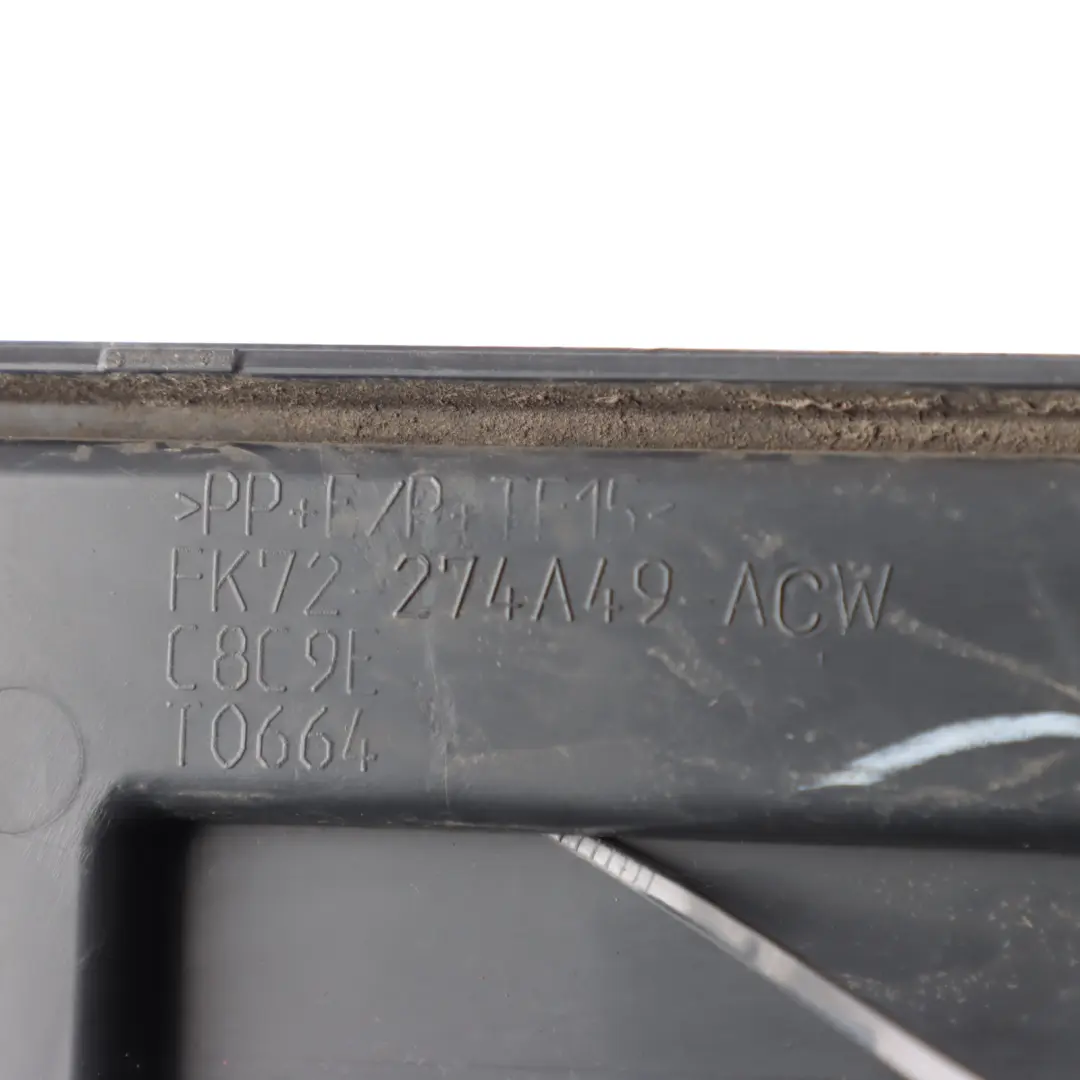 >PP+E/P+TF15<
FK72 274A49 ACW
C8C9E
T0664